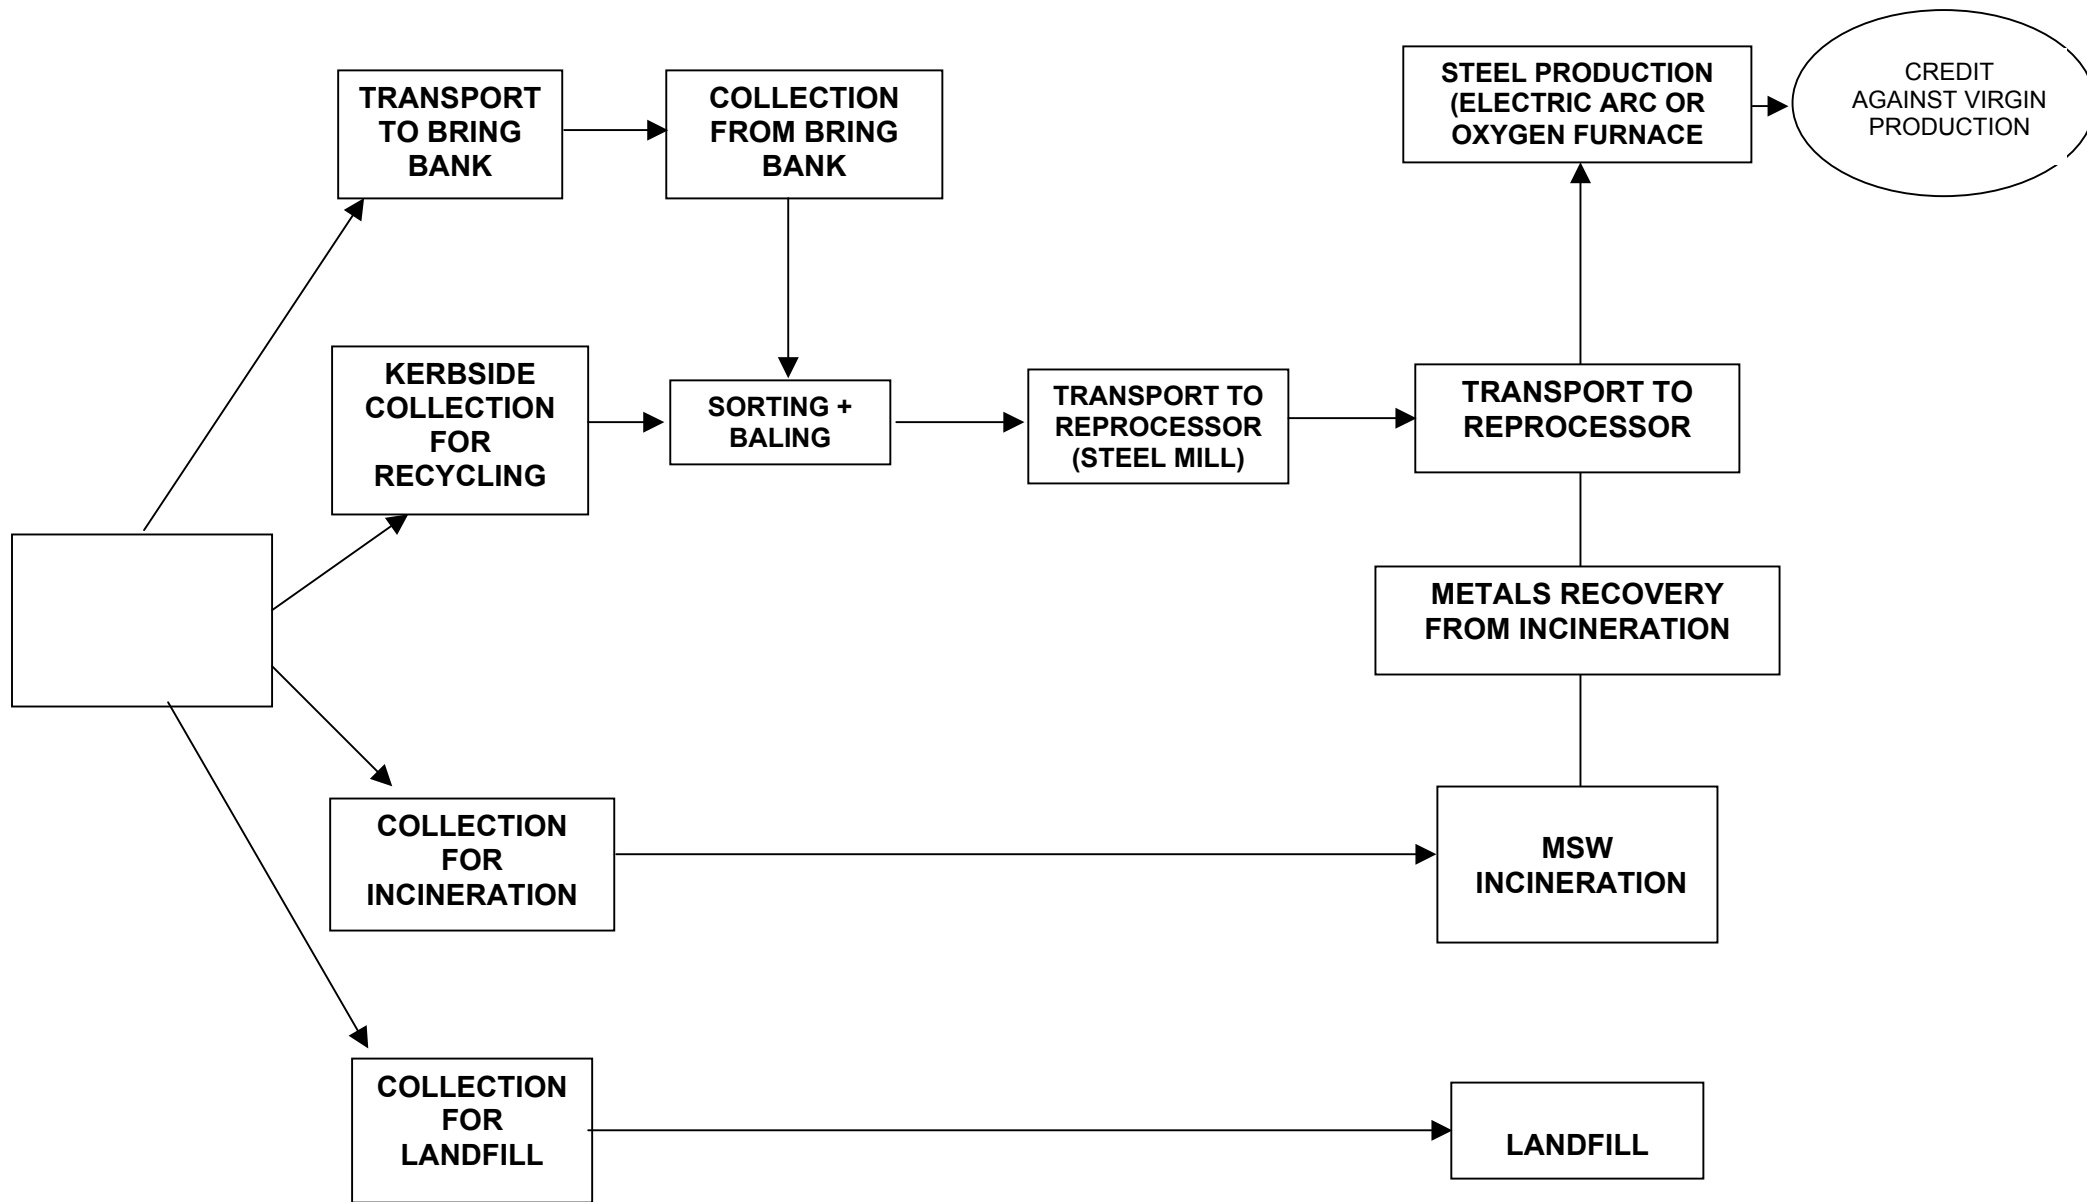 TRANSPORT
TO BRING
BANK
COLLECTION
FROM BRING
BANK
STEEL PRODUCTION
(ELECTRIC ARC OR
OXYGEN FURNACE
CREDIT
AGAINST VIRGIN
PRODUCTION
KERBSIDE
COLLECTION
FOR
RECYCLING
SORTING +
BALING
TRANSPORT TO
REPROCESSOR
(STEEL MILL)
TRANSPORT TO
REPROCESSOR
METALS RECOVERY
FROM INCINERATION
COLLECTION
FOR
INCINERATION
MSW
INCINERATION
COLLECTION
FOR
LANDFILL
LANDFILL